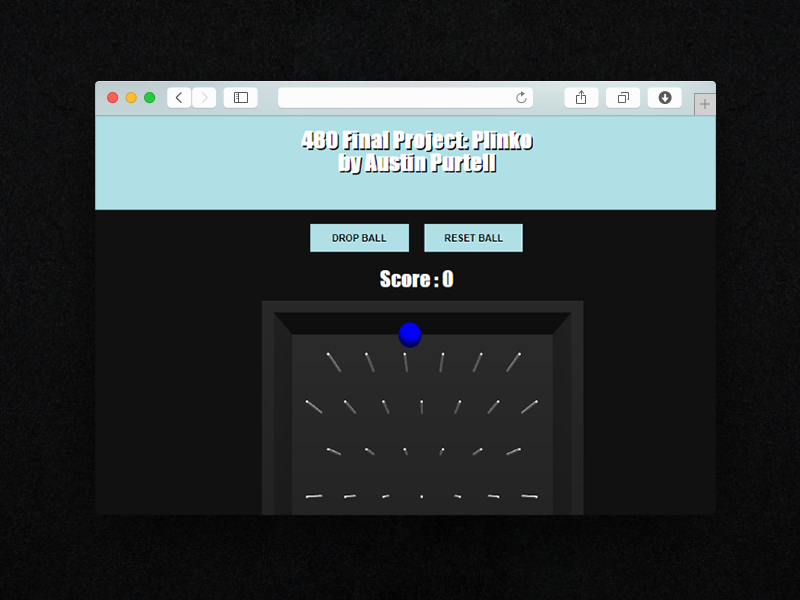 480 Final Project: Plinko
by Austin Purtell
DROP BALL RESET BALL
Score : 0